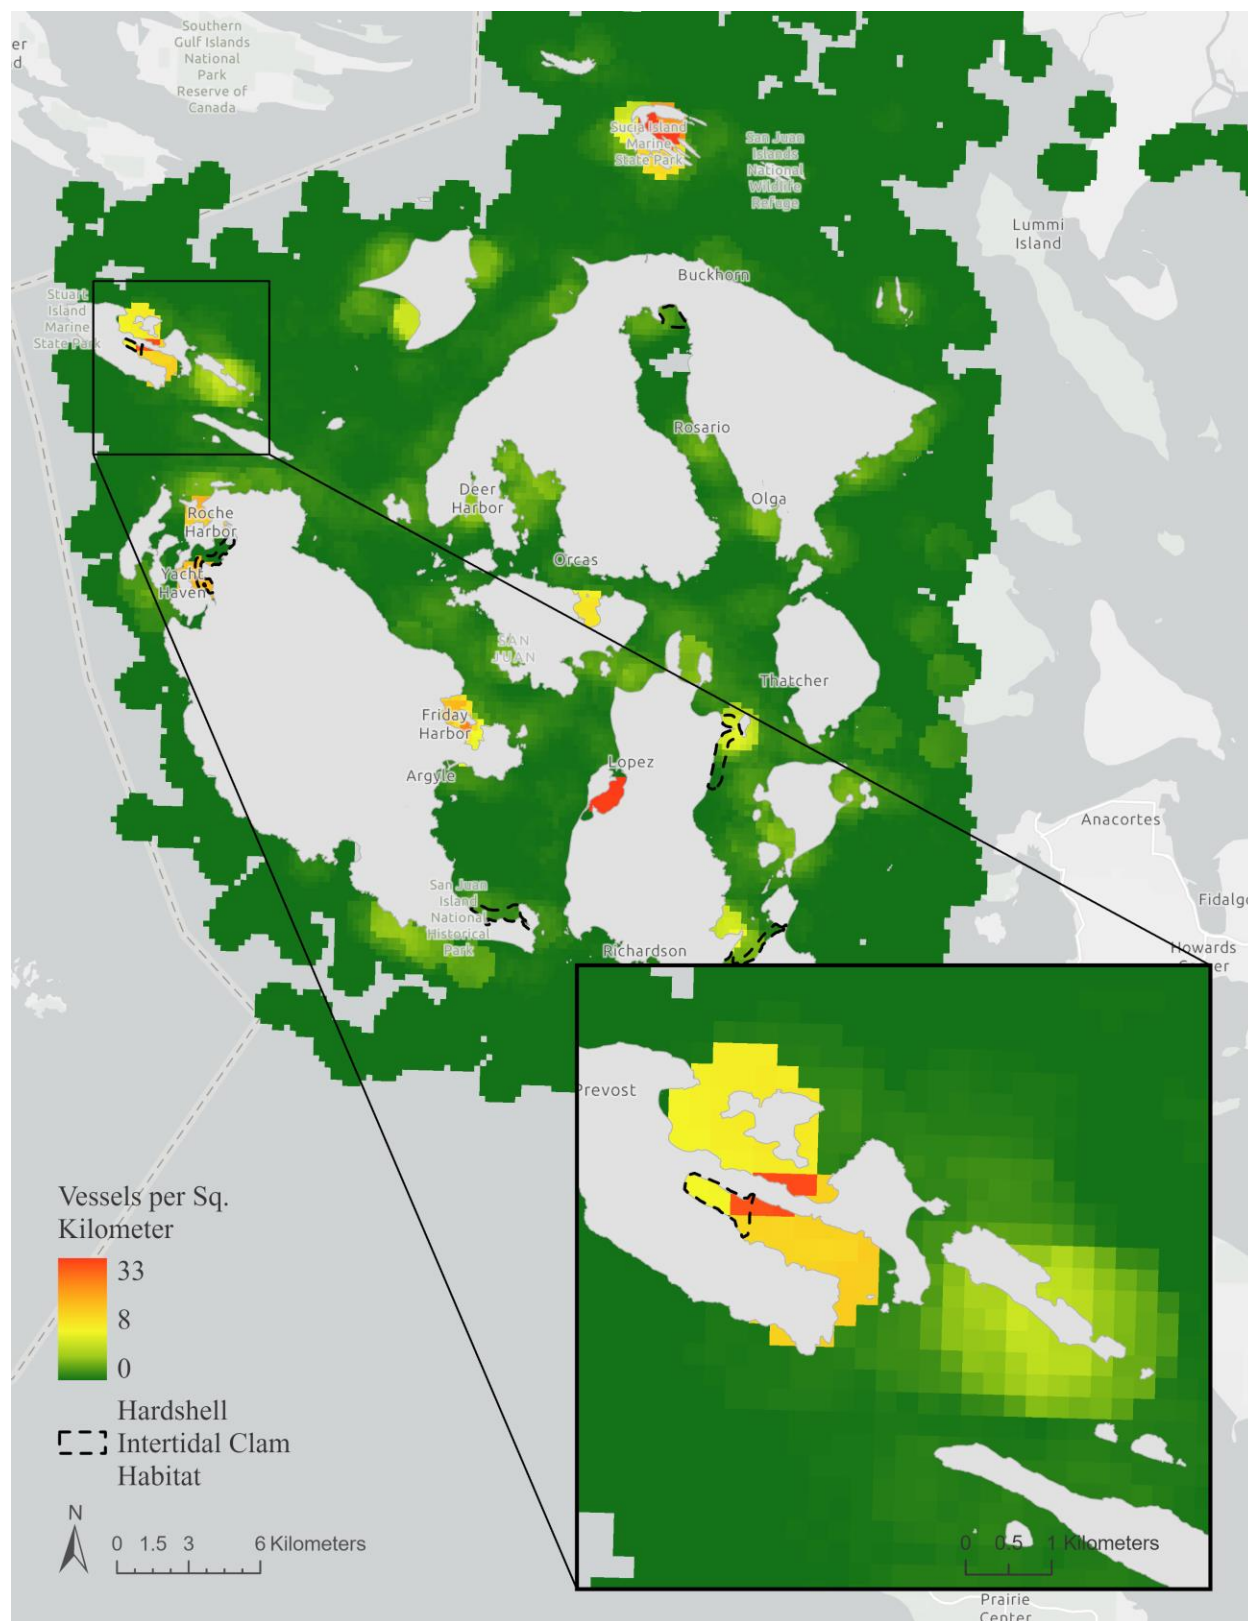 Southern
Gulf Islands
National
Park
Reserve of
Canada
er
d
Sucia Island
Marine
State Park
San Juan
Islands
National
Wildlife
Refuge
Lummi
Island
Buckhorn
Stuart
Island
Marine
State Park
Rosario
Deer
Harbor
Olga
Roche
Harbor
Orcas
Yacht
Haven
SAN
JUAN
Thatcher
Friday
Harbor
Lopez
Argyle
Anacortes
San Juan
Island
National
Historical
Park
Fidalgo
Richardson
Howards
Prevost
Vessels per Sq.
Kilometer
33
8
0
Hardshell
Intertidal Clam
Habitat
N
0 1.5 3 6 Kilometers
0 0.5 1 Kilometers
Prairie
Center